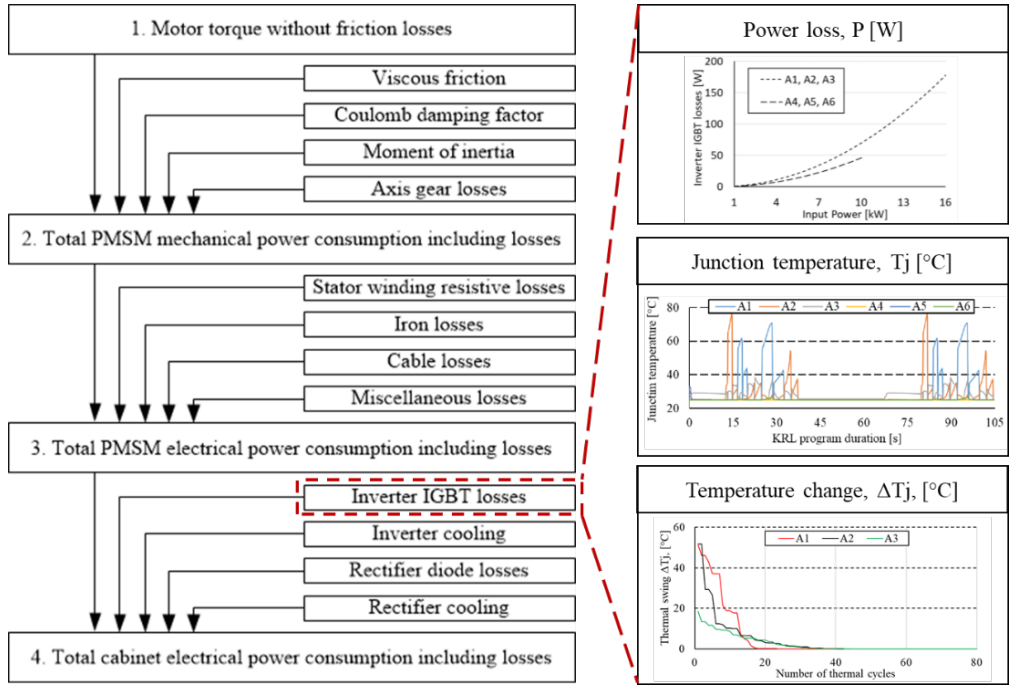 1. Motor torque without friction losses
Viscous friction
Coulomb damping factor
Moment of inertia
Axis gear losses
2. Total PMSM mechanical power consumption including losses
Stator winding resistive losses
Iron losses
Cable losses
Miscellaneous losses
3. Total PMSM electrical power consumption including losses
Inverter IGBT losses
Inverter cooling
Rectifier diode losses
Rectifier cooling
4. Total cabinet electrical power consumption including losses
Power loss, P [W]
Inverter IGBT losses [W]
200
150
100
50
0
A1, A2, A3
A4, A5, A6
1 4 7 10 13 16
Input Power [kW]
Junction temperature, Tj [°C]
Junction temperature [°C]
80
60
40
20
A1 A2 A3 A4 A5 A6
0 15 30 45 60 75 90 105
KRL program duration [s]
Temperature change, ΔTj, [°C]
Thermal swing ΔTj. [°C]
60
40
20
0
A1 A2 A3
0 20 40 60 80
Number of thermal cycles